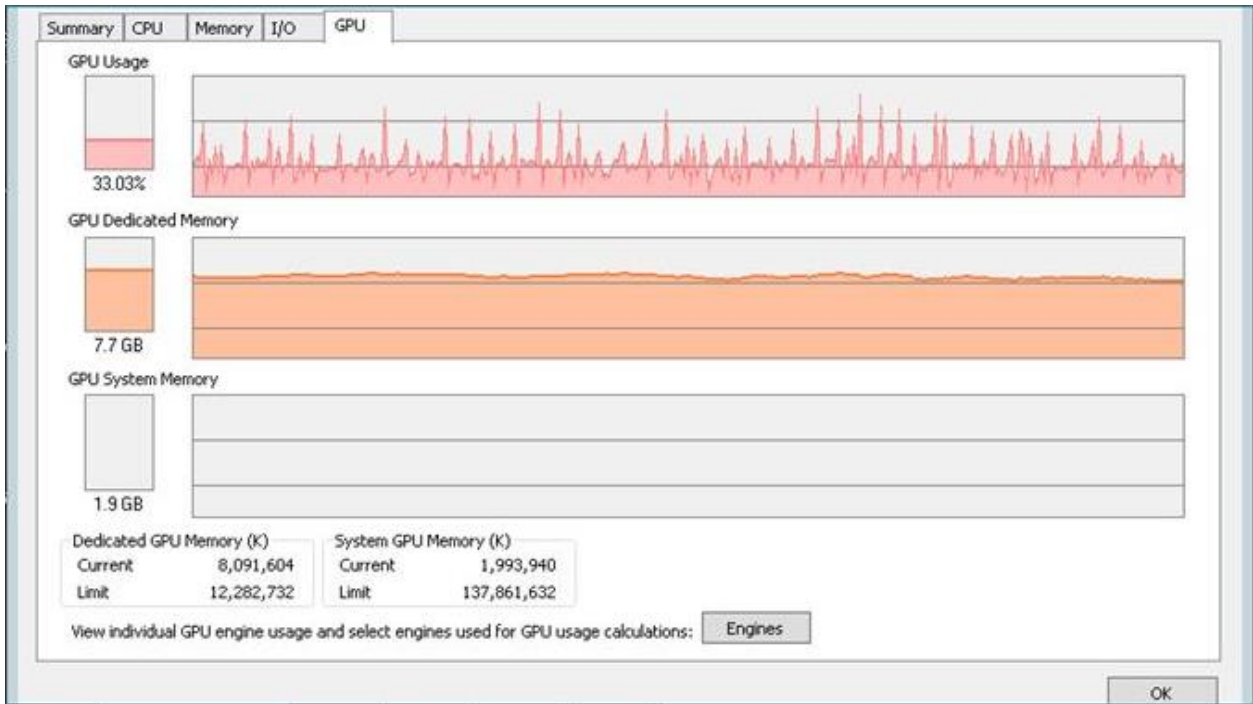 Summary CPU Memory I/O GPU
GPU Usage
33.03%
GPU Dedicated Memory
7.7 GB
GPU System Memory
1.9 GB
Dedicated GPU Memory (K)
Current 8,091,604
Limit 12,282,732
System GPU Memory (K)
Current 1,993,940
Limit 137,861,632
View individual GPU engine usage and select engines used for GPU usage calculations: Engines
OK